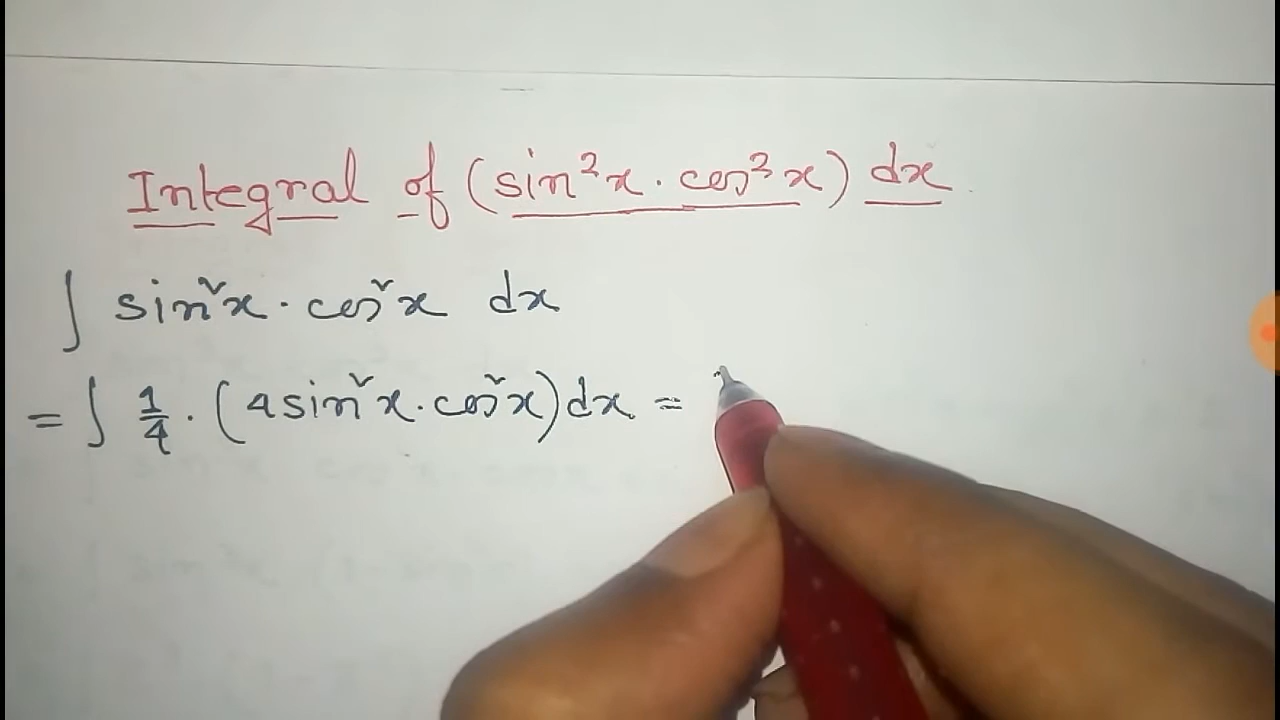 Integral of (sin²x . cos²x) dx
∫ sin²x . cos²x dx
= ∫ 1/4 . (4sin²x . cos²x) dx =